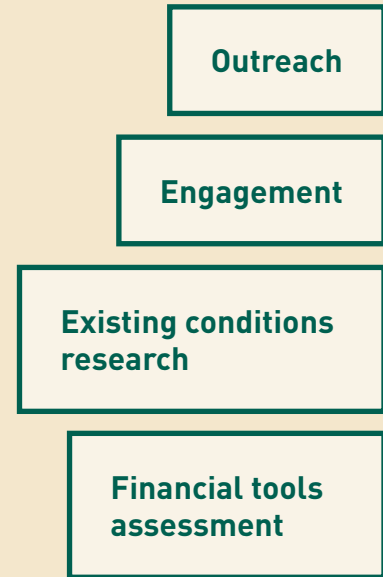 Outreach
Engagement
Existing conditions
research
Financial tools
assessment